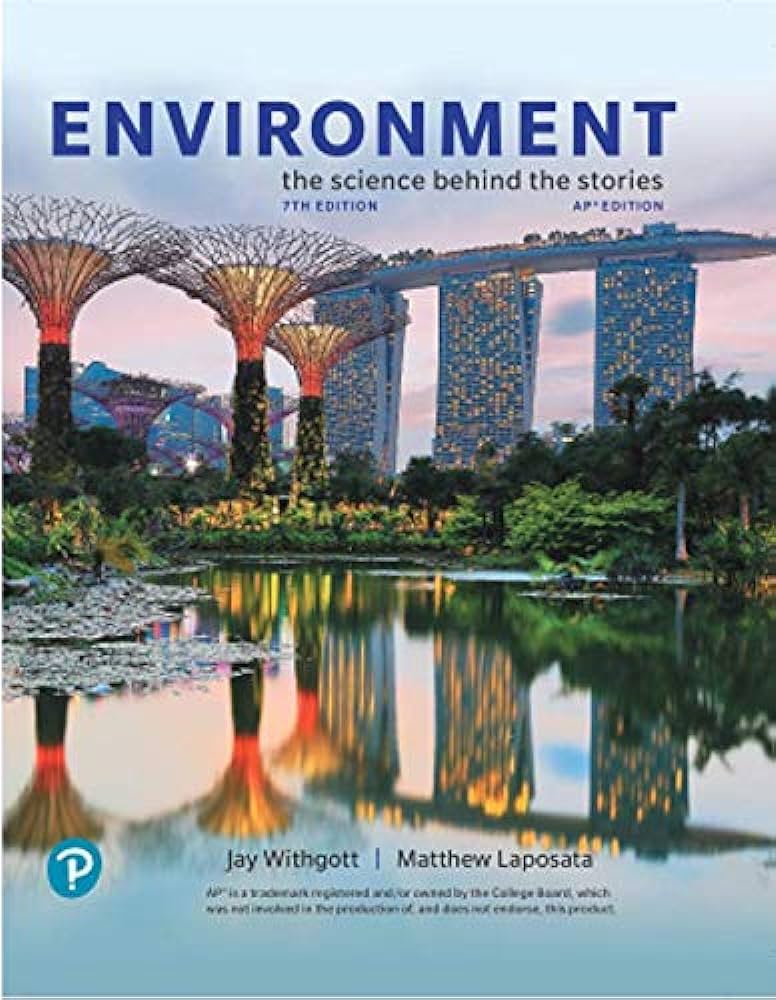 ENVIRONMENT
the science behind the stories
7TH EDITION AP® EDITION
Jay Withgott | Matthew Laposata
AP® is a trademark registered and/or owned by the College Board, which
was not involved in the production of, and does not endorse, this product.
P